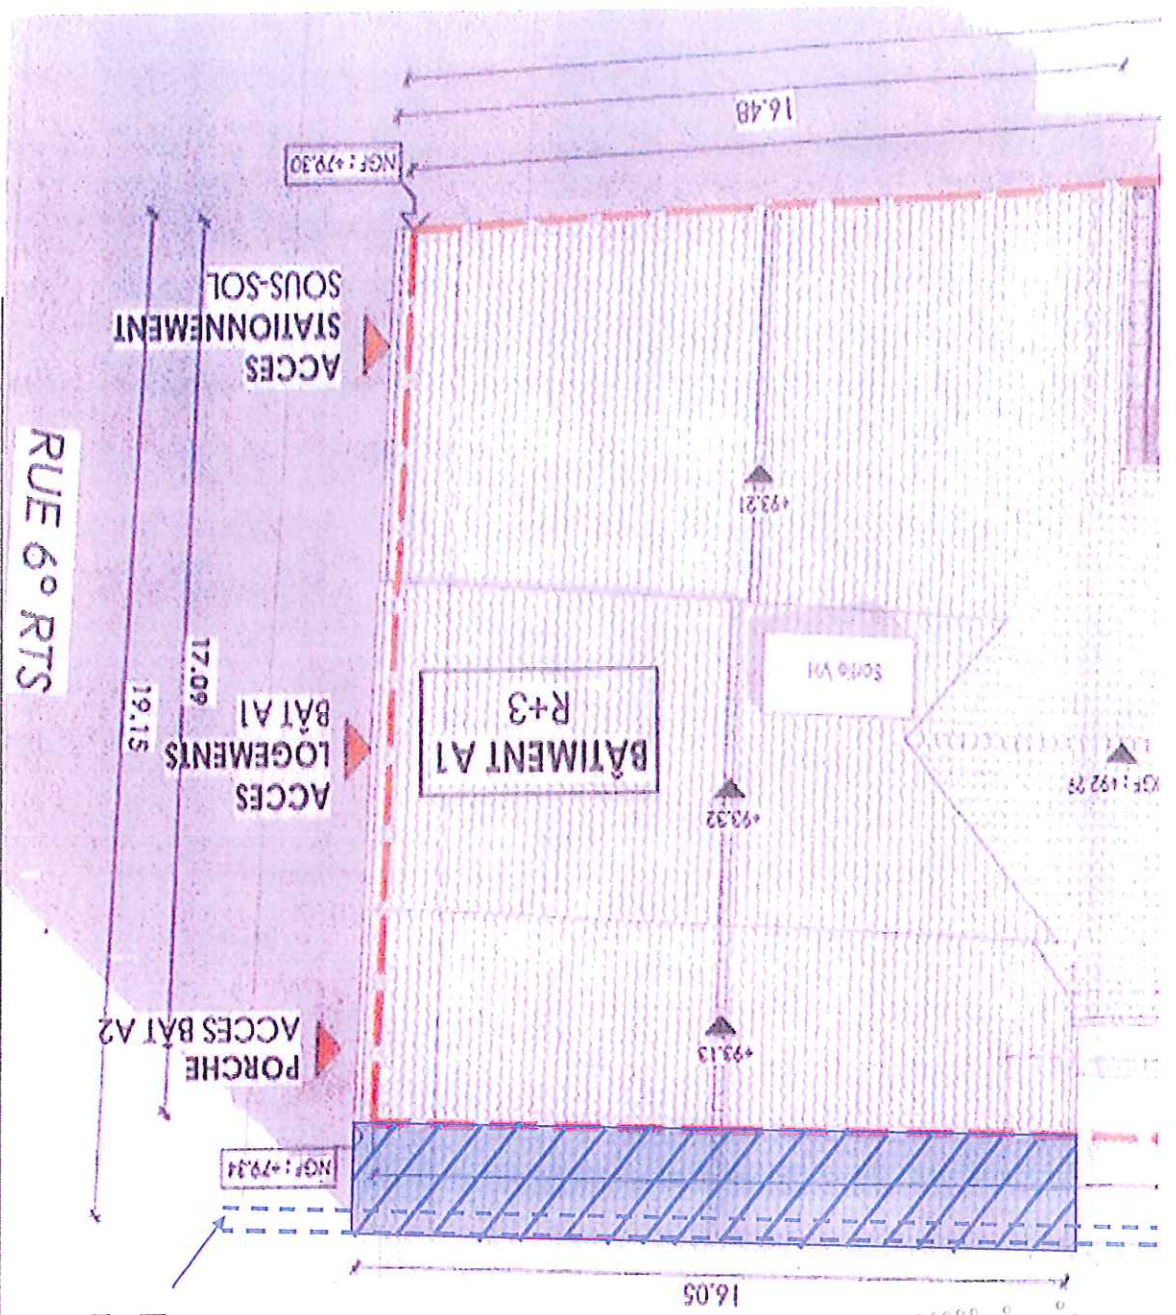 16.05
NGF : +79.34
PORCHE
ACCES BÂT A2
+93.13
ACCES
LOGEMENTS
BÂT A1
BÂTIMENT A1
R+3
+93.32
19.15
17.09
RUE 6° RTS
+93.21
ACCES
STATIONNEMENT
SOUS-SOL
NGF : +79.30
16.48